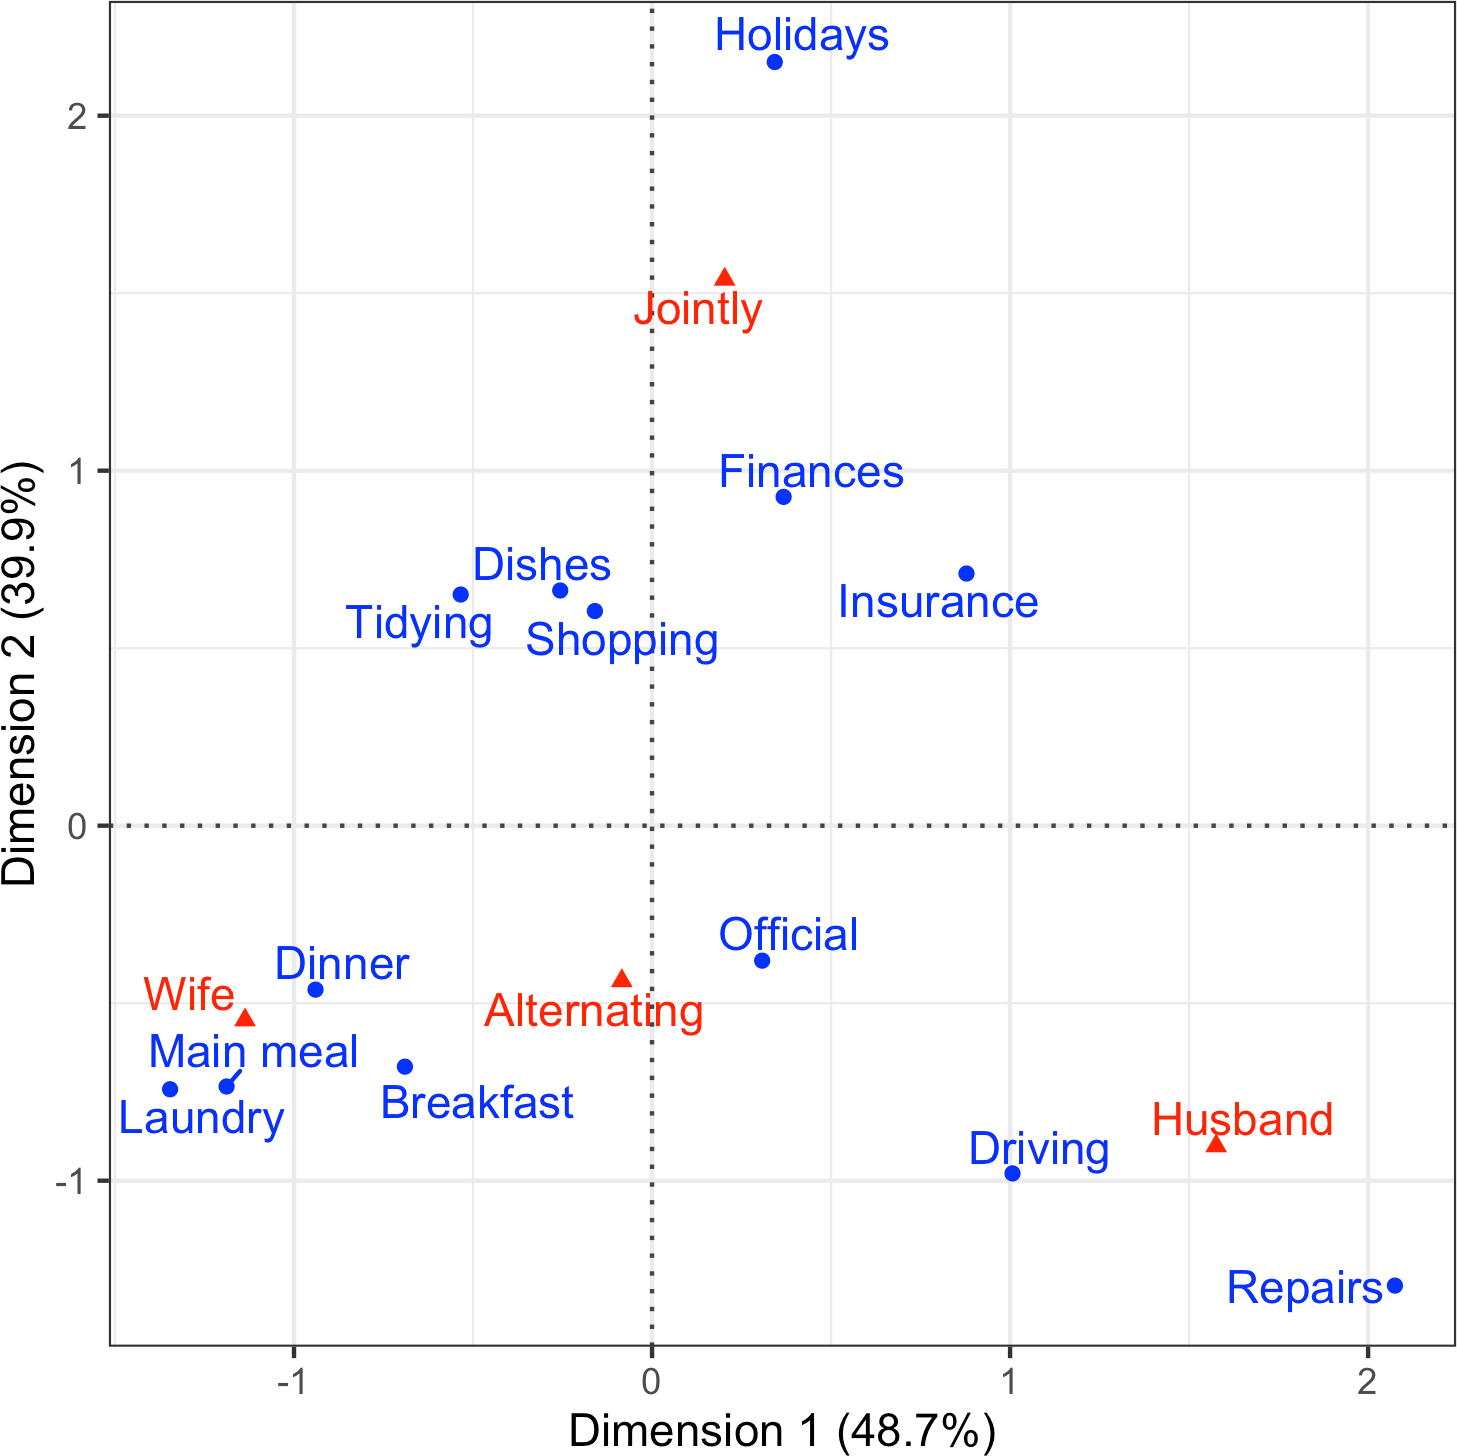 Holidays
2
Jointly
1
Finances
Dishes
Insurance
Tidying
Shopping
Dimension 2 (39.9%)
0
Official
Dinner
Wife
Alternating
Main meal
Breakfast
Laundry
Husband
Driving
-1
Repairs
-1
0
1
2
Dimension 1 (48.7%)